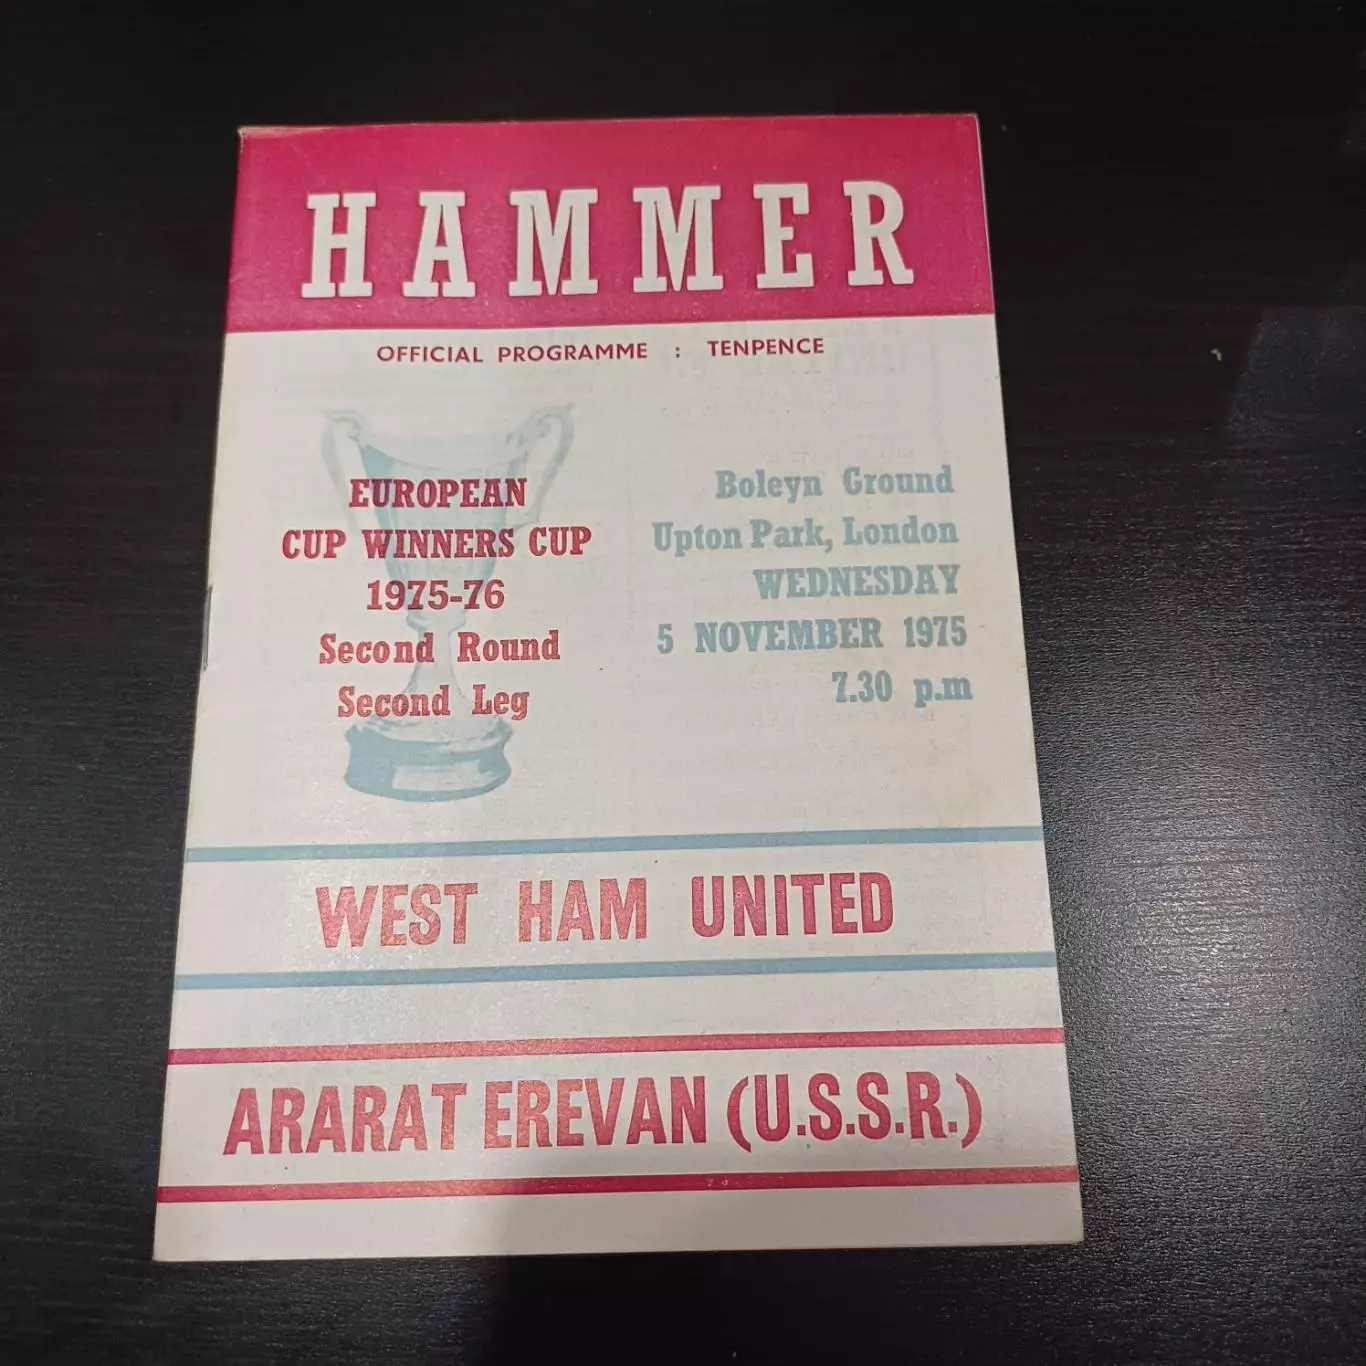 HAMMER
OFFICIAL PROGRAMME : TENPENCE
EUROPEAN
CUP WINNERS CUP
1975-76
Second Round
Second Leg
Boleyn Ground
Upton Park, London
WEDNESDAY
5 NOVEMBER 1975
7.30 p.m
WEST HAM UNITED
ARARAT EREVAN (U.S.S.R.)